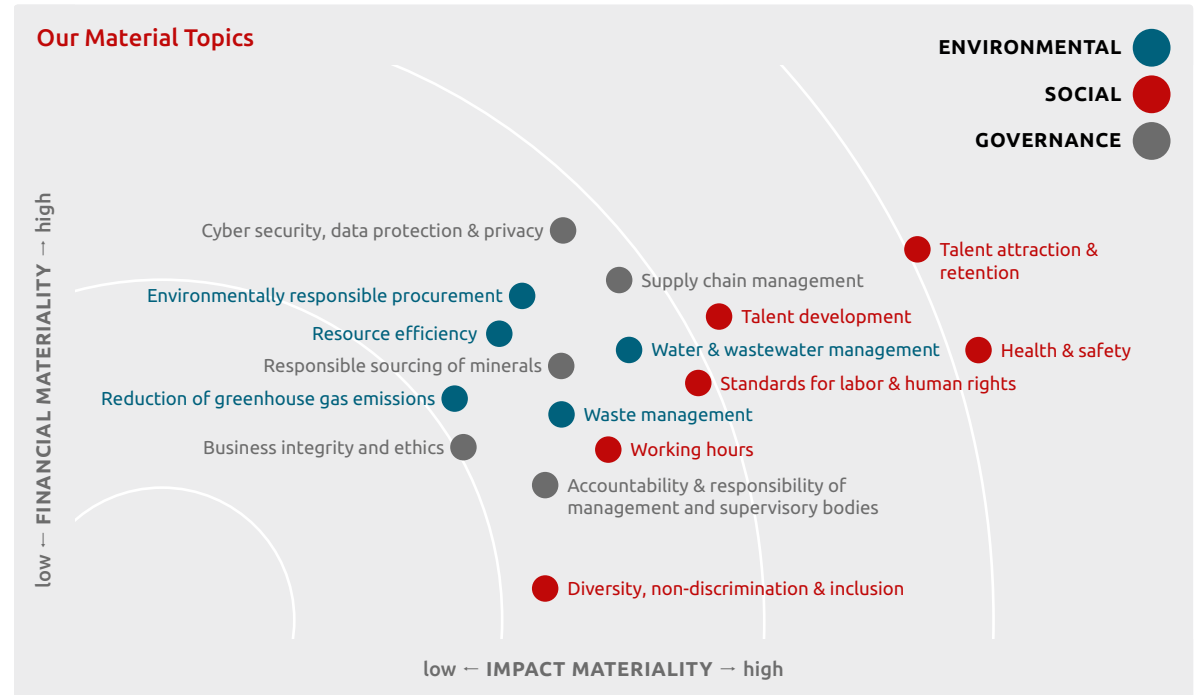 Our Material Topics
ENVIRONMENTAL
SOCIAL
GOVERNANCE
low ← FINANCIAL MATERIALITY → high
Cyber security, data protection & privacy
Talent attraction &
retention
Supply chain management
Environmentally responsible procurement
Talent development
Resource efficiency
Water & wastewater management
Health & safety
Responsible sourcing of minerals
Standards for labor & human rights
Reduction of greenhouse gas emissions
Waste management
Business integrity and ethics
Working hours
Accountability & responsibility of
management and supervisory bodies
Diversity, non-discrimination & inclusion
low ← IMPACT MATERIALITY → high